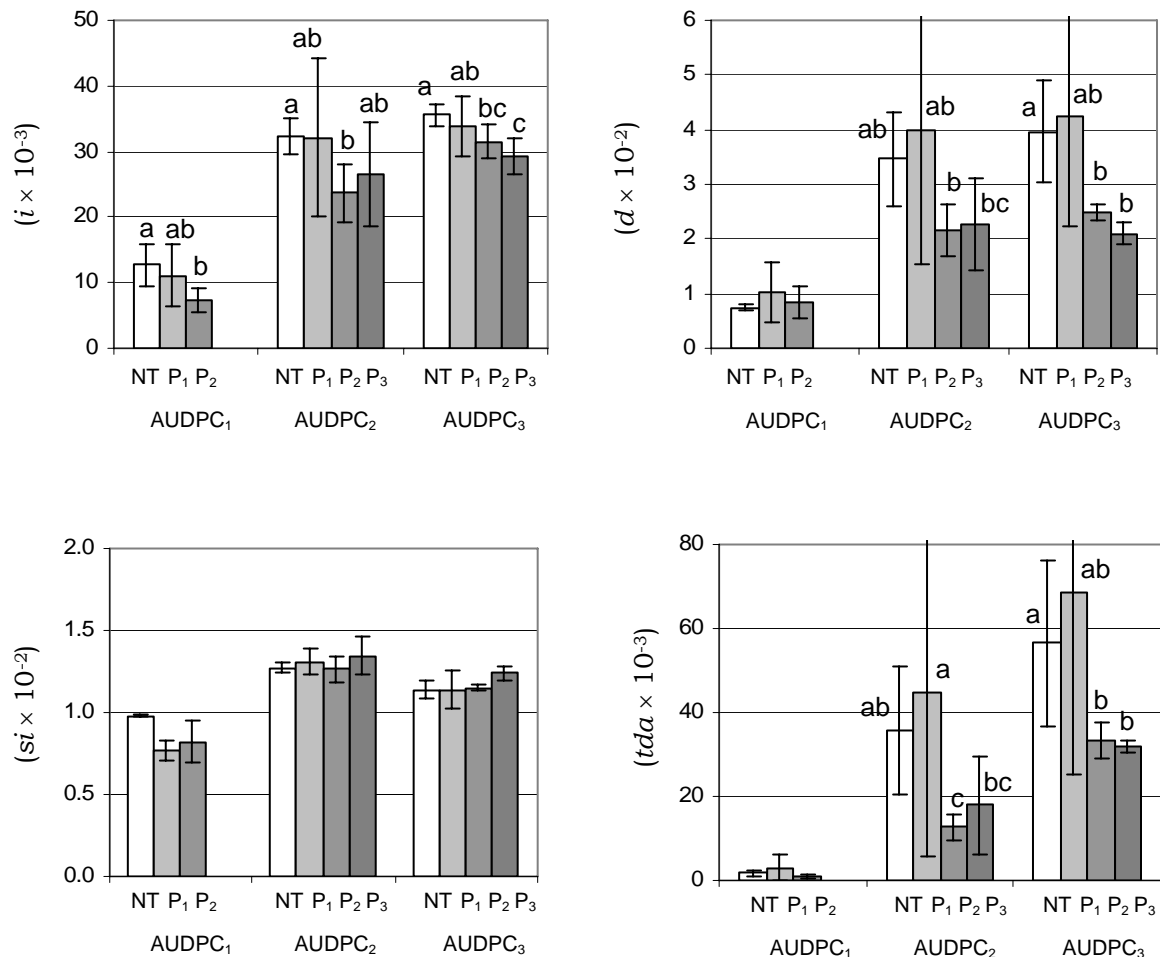 50
40
30
20
10
0
(i × 10⁻³)
a
ab
b
a
ab
b
ab
a
ab
bc
c
NT P₁ P₂
NT P₁ P₂ P₃
NT P₁ P₂ P₃
AUDPC₁
AUDPC₂
AUDPC₃
6
5
4
3
2
1
0
(d × 10⁻²)
ab
ab
b
bc
a
ab
b
b
NT P₁ P₂
NT P₁ P₂ P₃
NT P₁ P₂ P₃
AUDPC₁
AUDPC₂
AUDPC₃
2.0
1.5
1.0
0.5
0.0
(si × 10⁻²)
NT P₁ P₂
NT P₁ P₂ P₃
NT P₁ P₂ P₃
AUDPC₁
AUDPC₂
AUDPC₃
80
60
40
20
0
(tda × 10⁻³)
ab
a
c
bc
a
ab
b
b
NT P₁ P₂
NT P₁ P₂ P₃
NT P₁ P₂ P₃
AUDPC₁
AUDPC₂
AUDPC₃